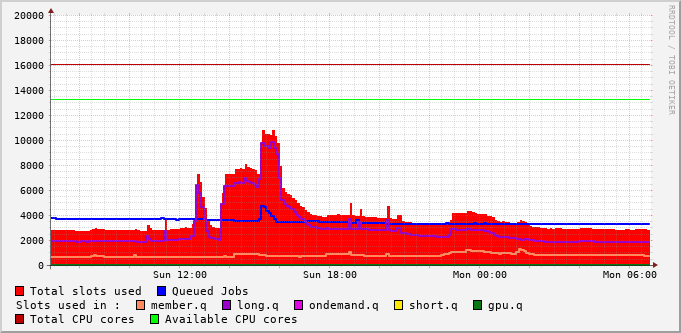 20000
18000
16000
14000
12000
10000
8000
6000
4000
2000
0
Sun 12:00 Sun 18:00 Mon 00:00 Mon 06:00
RRDTOOL / TOBI OETIKER
Total slots used Queued Jobs
Slots used in : member.q long.q ondemand.q short.q gpu.q
Total CPU cores Available CPU cores